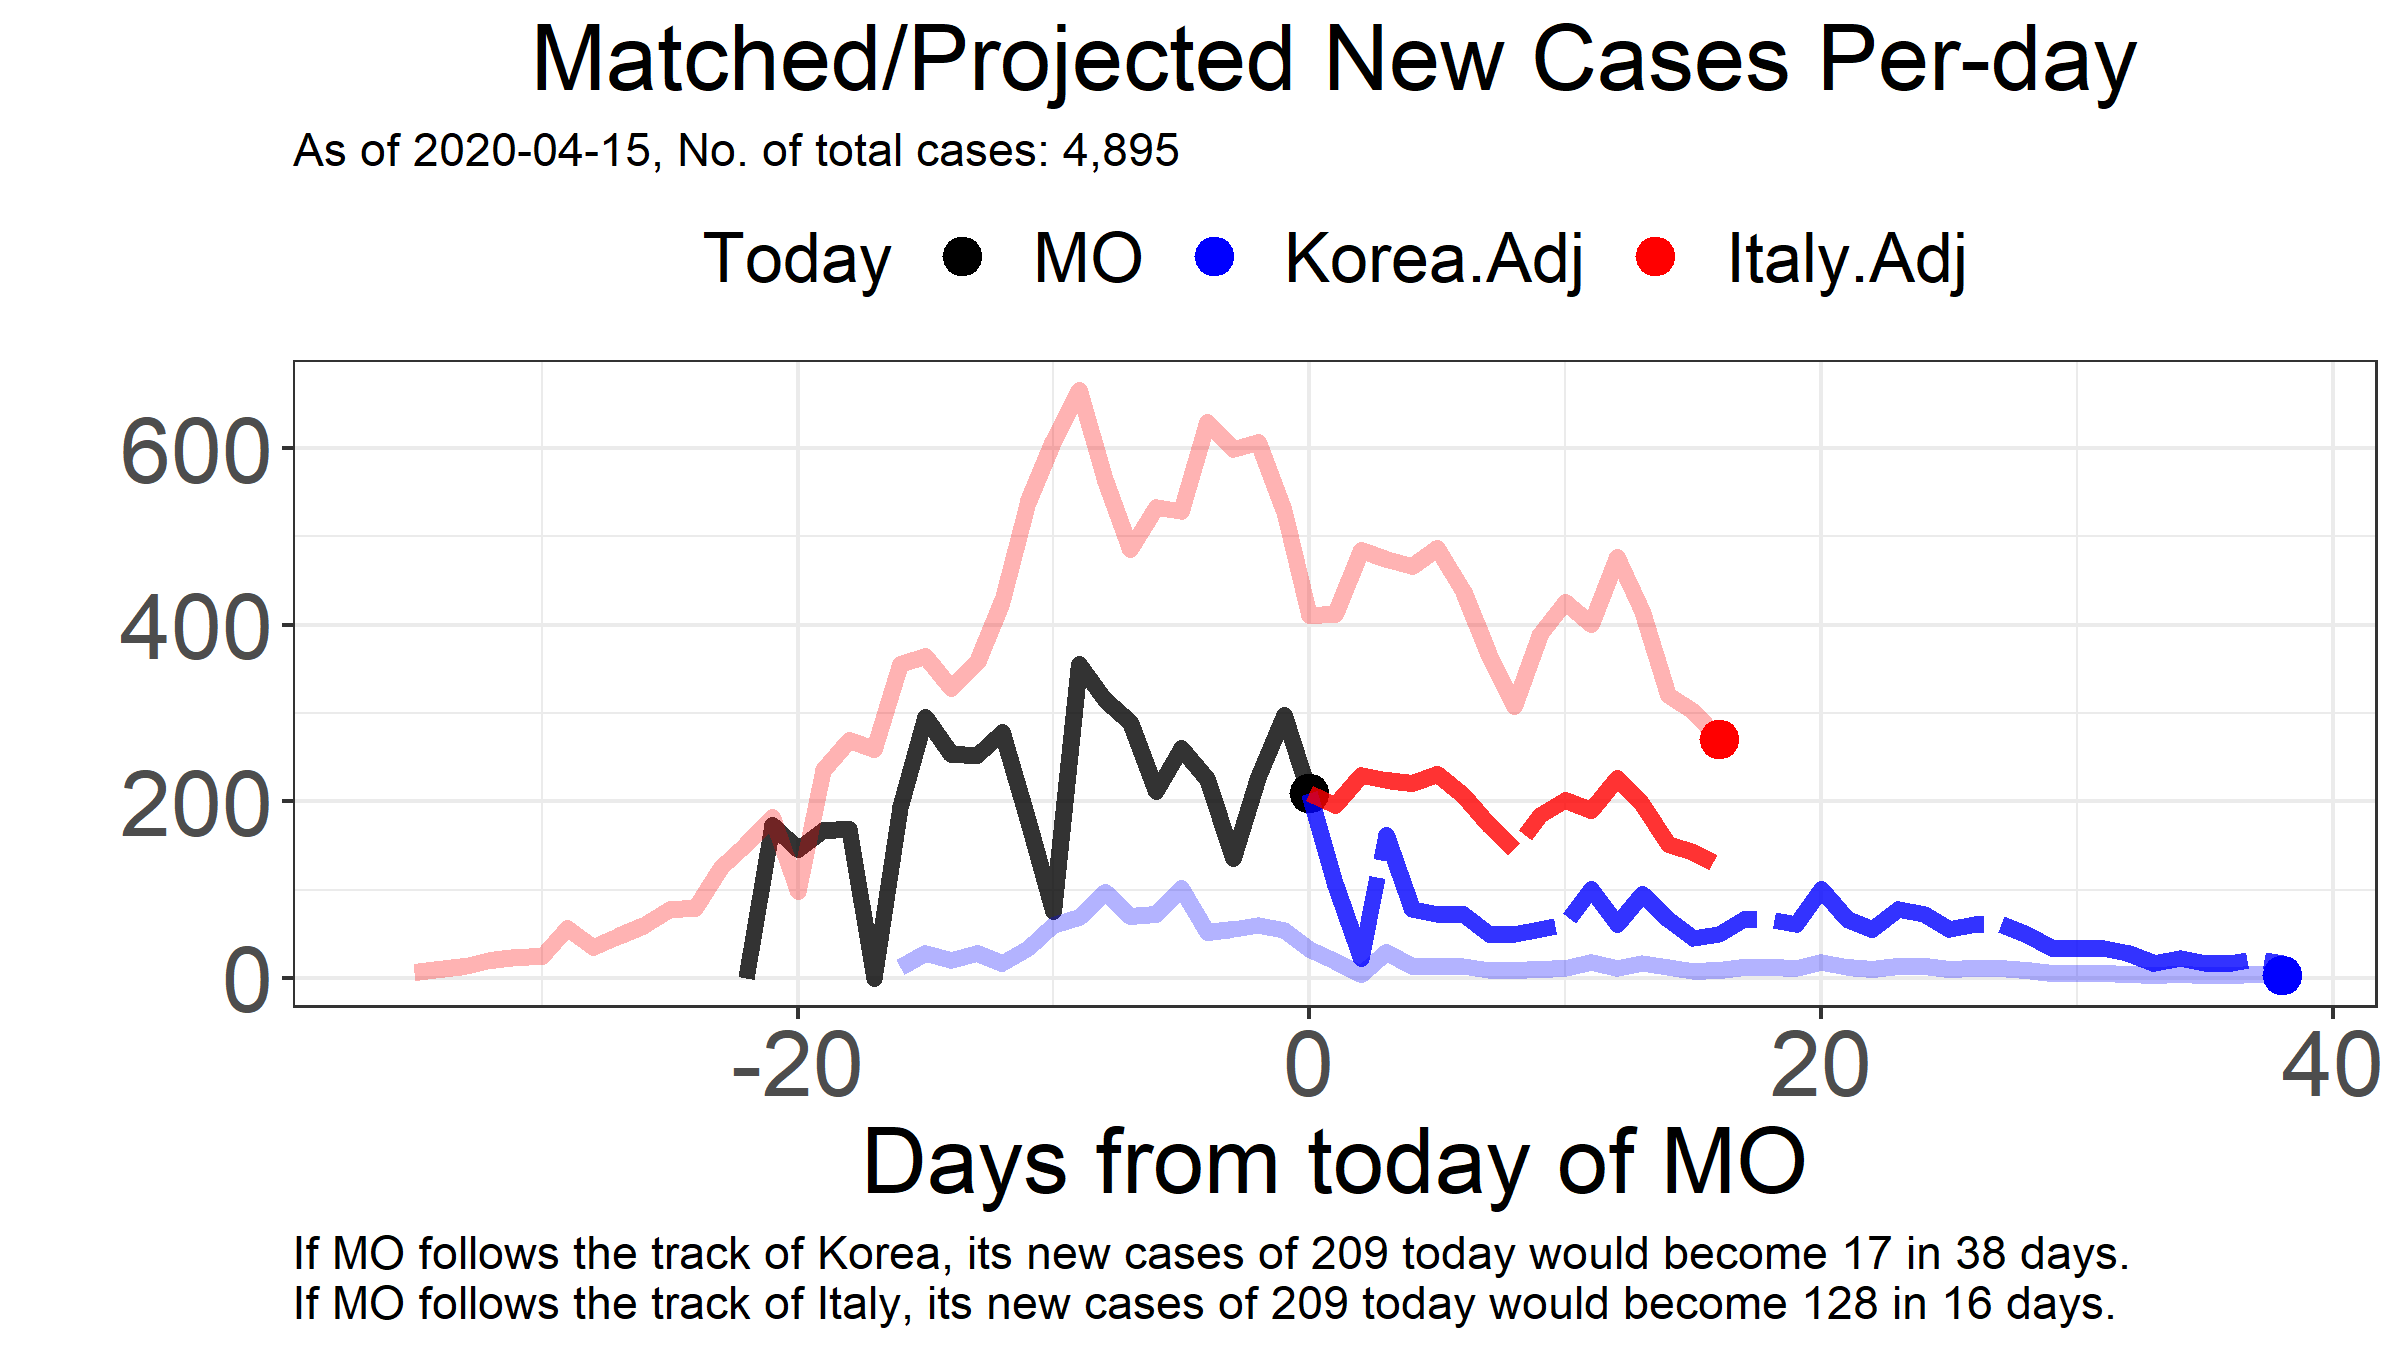 Matched/Projected New Cases Per-day
As of 2020-04-15, No. of total cases: 4,895
Today MO Korea.Adj Italy.Adj
600
400
200
0
-20 0 20 40
Days from today of MO
If MO follows the track of Korea, its new cases of 209 today would become 17 in 38 days.
If MO follows the track of Italy, its new cases of 209 today would become 128 in 16 days.